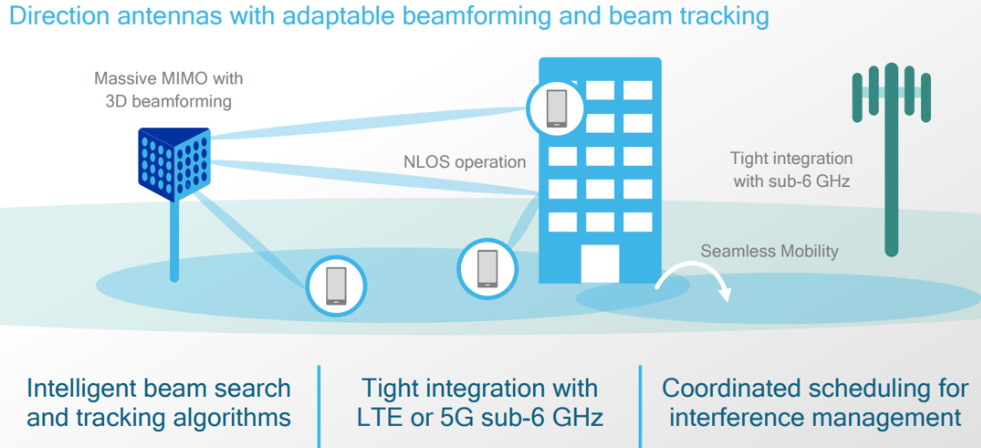 Direction antennas with adaptable beamforming and beam tracking
Massive MIMO with
3D beamforming
NLOS operation
Tight integration
with sub-6 GHz
Seamless Mobility
Intelligent beam search
and tracking algorithms
Tight integration with
LTE or 5G sub-6 GHz
Coordinated scheduling for
interference management